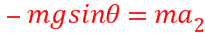 – mgsinθ = ma₂